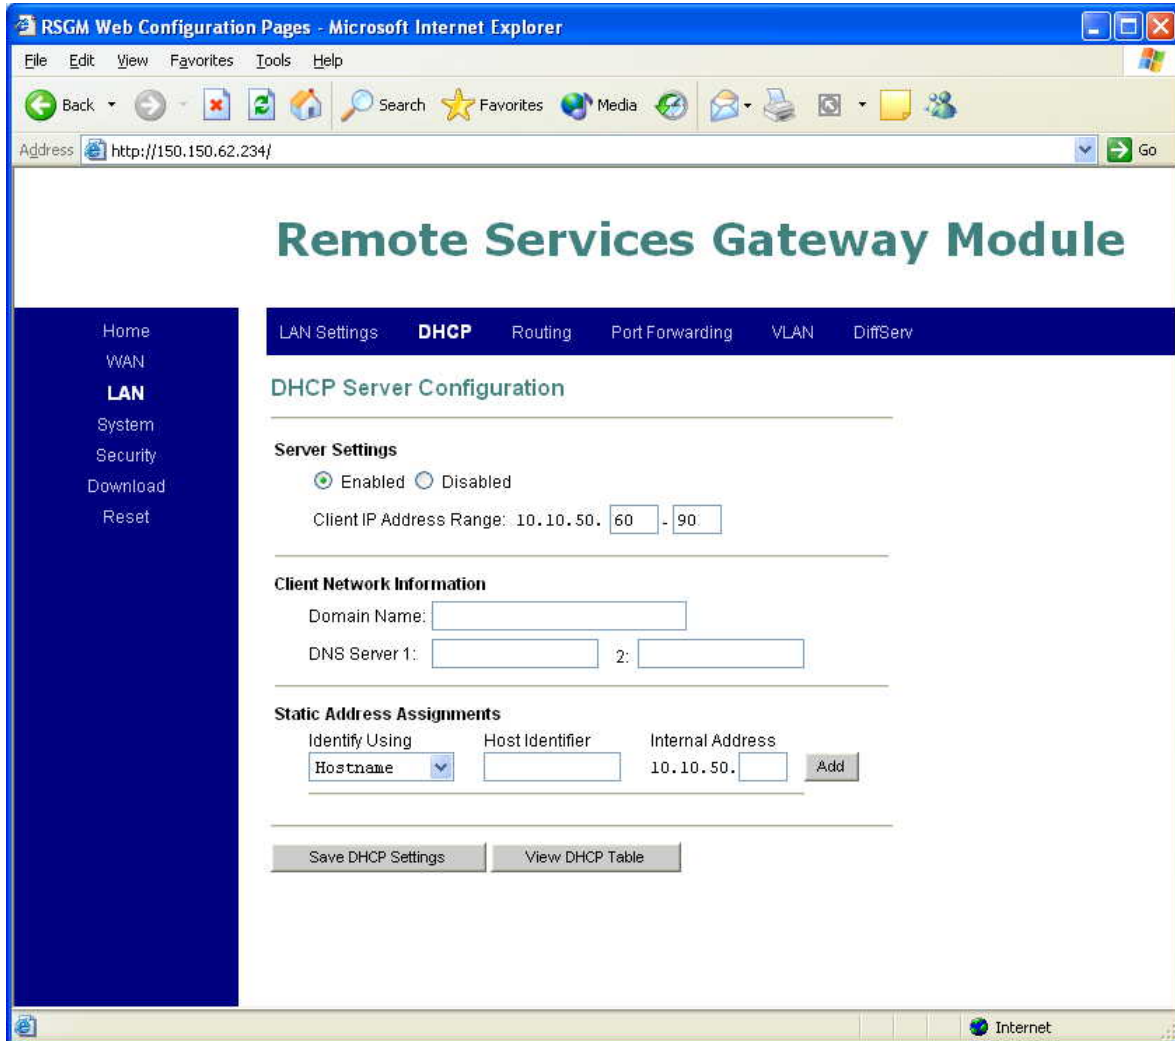 RSGM Web Configuration Pages - Microsoft Internet Explorer
File Edit View Favorites Tools Help
Back Search Favorites Media
Address http://150.150.62.234/ Go
Remote Services Gateway Module
Home
WAN
LAN
System
Security
Download
Reset
LAN Settings DHCP Routing Port Forwarding VLAN DiffServ
DHCP Server Configuration
Server Settings
Enabled Disabled
Client IP Address Range: 10.10.50. 60 - 90
Client Network Information
Domain Name:
DNS Server 1: 2:
Static Address Assignments
Identify Using Host Identifier Internal Address
Hostname 10.10.50. Add
Save DHCP Settings View DHCP Table
Internet